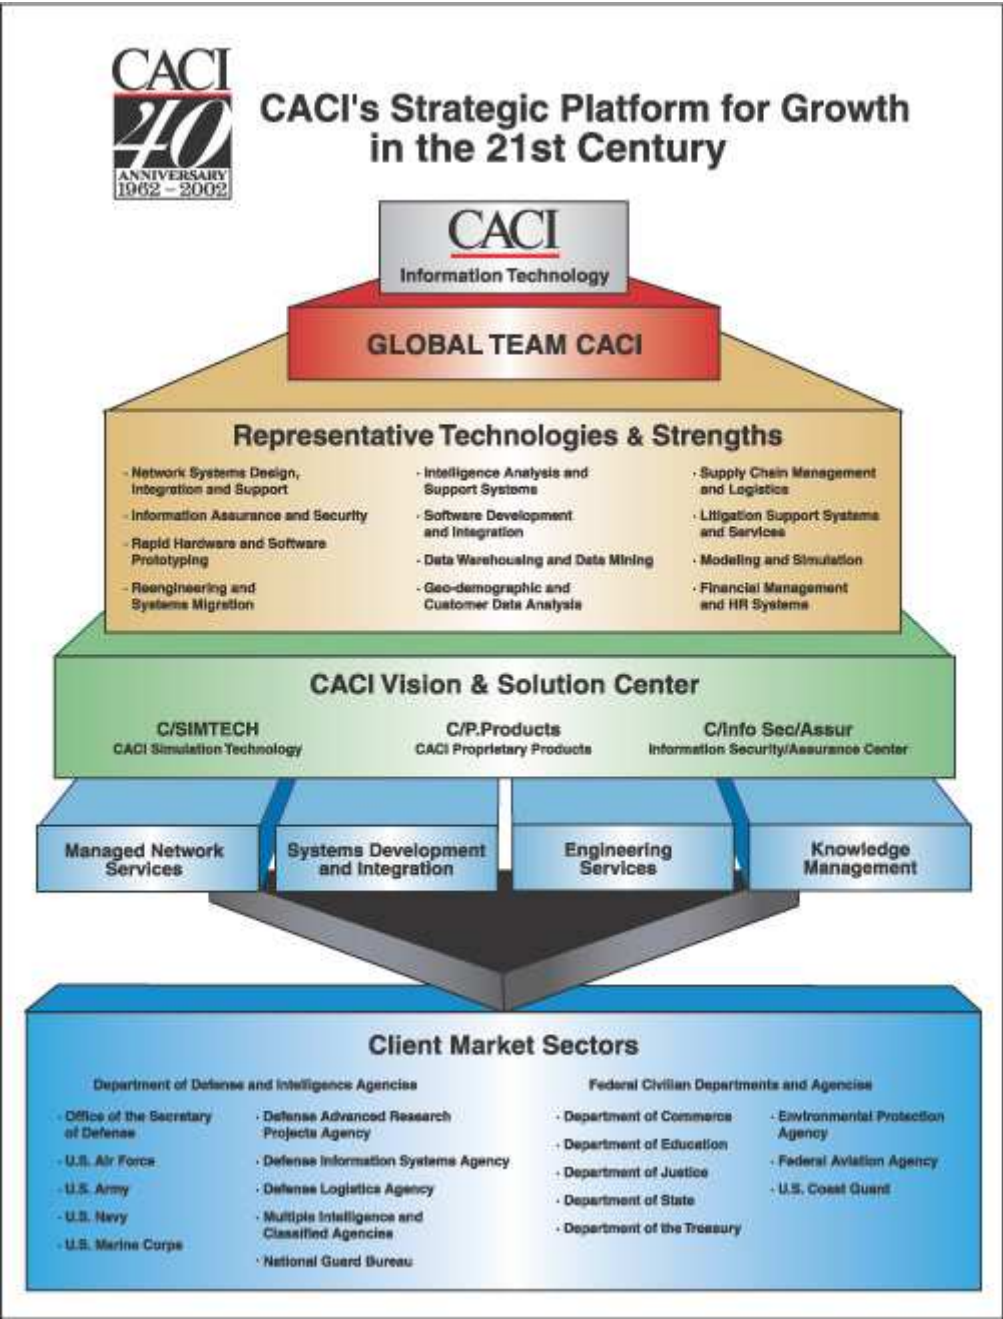 CACI
40
ANNIVERSARY
1962 - 2002
CACI's Strategic Platform for Growth
in the 21st Century
CACI
Information Technology
GLOBAL TEAM CACI
Representative Technologies & Strengths
· Network Systems Design,
Integration and Support
· Information Assurance and Security
· Rapid Hardware and Software
Prototyping
· Reengineering and
Systems Migration
· Intelligence Analysis and
Support Systems
· Software Development
and Integration
· Data Warehousing and Data Mining
· Geo-demographic and
Customer Data Analysis
· Supply Chain Management
and Logistics
· Litigation Support Systems
and Services
· Modeling and Simulation
· Financial Management
and HR Systems
CACI Vision & Solution Center
C/SIMTECH
CACI Simulation Technology
C/P.Products
CACI Proprietary Products
C/Info Sec/Assur
Information Security/Assurance Center
Managed Network
Services
Systems Development
and Integration
Engineering
Services
Knowledge
Management
Client Market Sectors
Department of Defense and Intelligence Agencies
· Office of the Secretary
of Defense
· U.S. Air Force
· U.S. Army
· U.S. Navy
· U.S. Marine Corps
· Defense Advanced Research
Projects Agency
· Defense Information Systems Agency
· Defense Logistics Agency
· Multiple Intelligence and
Classified Agencies
· National Guard Bureau
Federal Civilian Departments and Agencies
· Department of Commerce
· Department of Education
· Department of Justice
· Department of State
· Department of the Treasury
· Environmental Protection
Agency
· Federal Aviation Agency
· U.S. Coast Guard